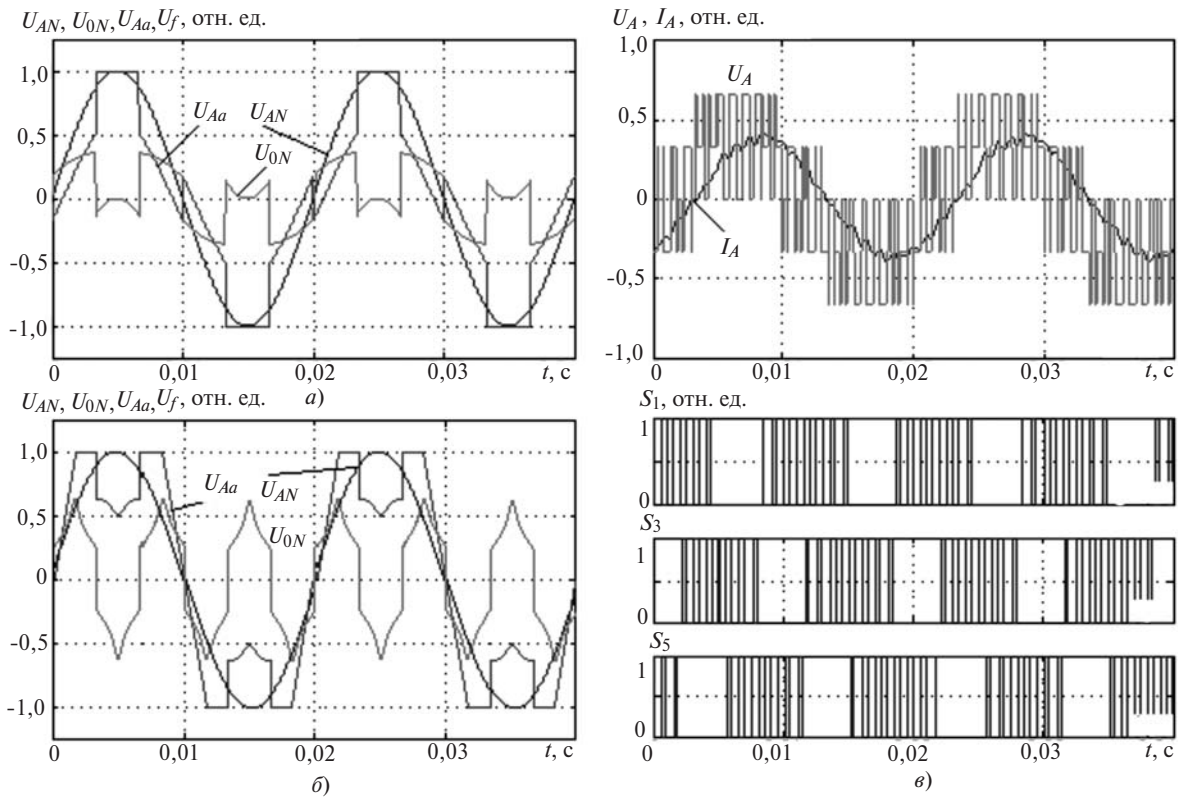 U_AN, U_0N, U_Aa, U_f, отн. ед.
1,0
0,5
0
-0,5
-1,0
U_Aa
U_AN
U_0N
0
0,01
0,02
0,03
t, с
а)
U_AN, U_0N, U_Aa, U_f, отн. ед.
1,0
0,5
0
-0,5
-1,0
U_Aa
U_AN
U_0N
0
0,01
0,02
0,03
t, с
б)
U_A, I_A, отн. ед.
1,0
0,5
0
-0,5
-1,0
U_A
I_A
0
0,01
0,02
0,03
t, с
S_1, отн. ед.
1
0
S_3
1
0
S_5
1
0
0
0,01
0,02
0,03
t, с
в)